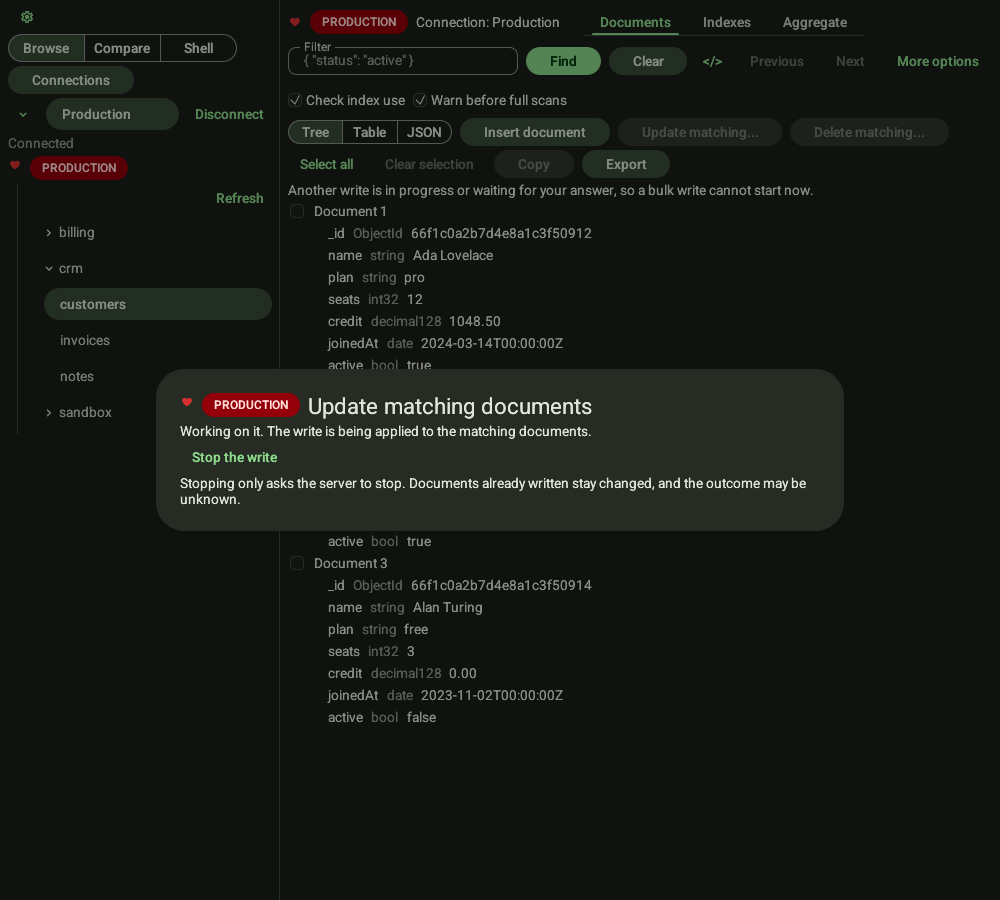 Browse Compare Shell
Connections
Production Disconnect
Connected
PRODUCTION
Refresh
billing
crm
customers
invoices
notes
sandbox
PRODUCTION Connection: Production Documents Indexes Aggregate
Filter
{ "status": "active" } Find Clear </> Previous Next More options
Check index use Warn before full scans
Tree Table JSON Insert document Update matching... Delete matching...
Select all Clear selection Copy Export
Another write is in progress or waiting for your answer, so a bulk write cannot start now.
Document 1
_id ObjectId 66f1c0a2b7d4e8a1c3f50912
name string Ada Lovelace
plan string pro
seats int32 12
credit decimal128 1048.50
joinedAt date 2024-03-14T00:00:00Z
active bool true
PRODUCTION Update matching documents
Working on it. The write is being applied to the matching documents.
Stop the write
Stopping only asks the server to stop. Documents already written stay changed, and the outcome may be
unknown.
active bool true
Document 3
_id ObjectId 66f1c0a2b7d4e8a1c3f50914
name string Alan Turing
plan string free
seats int32 3
credit decimal128 0.00
joinedAt date 2023-11-02T00:00:00Z
active bool false